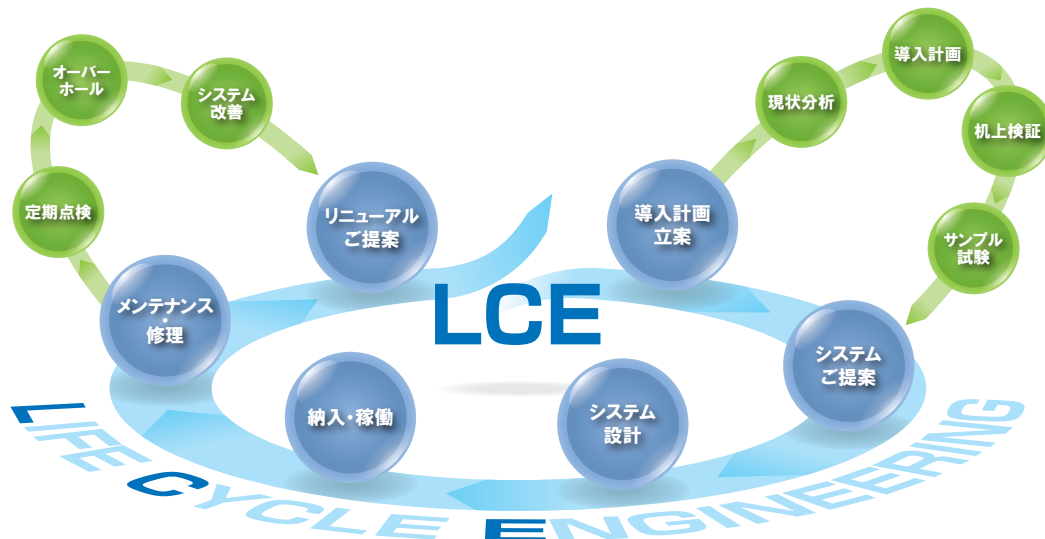 オーバー
ホール
システム
改善
定期点検
メンテナンス
・
修理
リニューアル
ご提案
導入計画
立案
現状分析
導入計画
机上検証
サンプル
試験
システム
ご提案
システム
設計
納入・稼働
LCE
LIFE CYCLE ENGINEERING